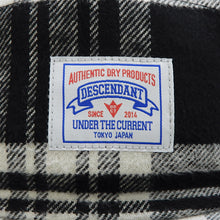 AUTHENTIC DRY PRODUCTS
DESCENDANT
SINCE 2014
UNDER THE CURRENT
TOKYO JAPAN